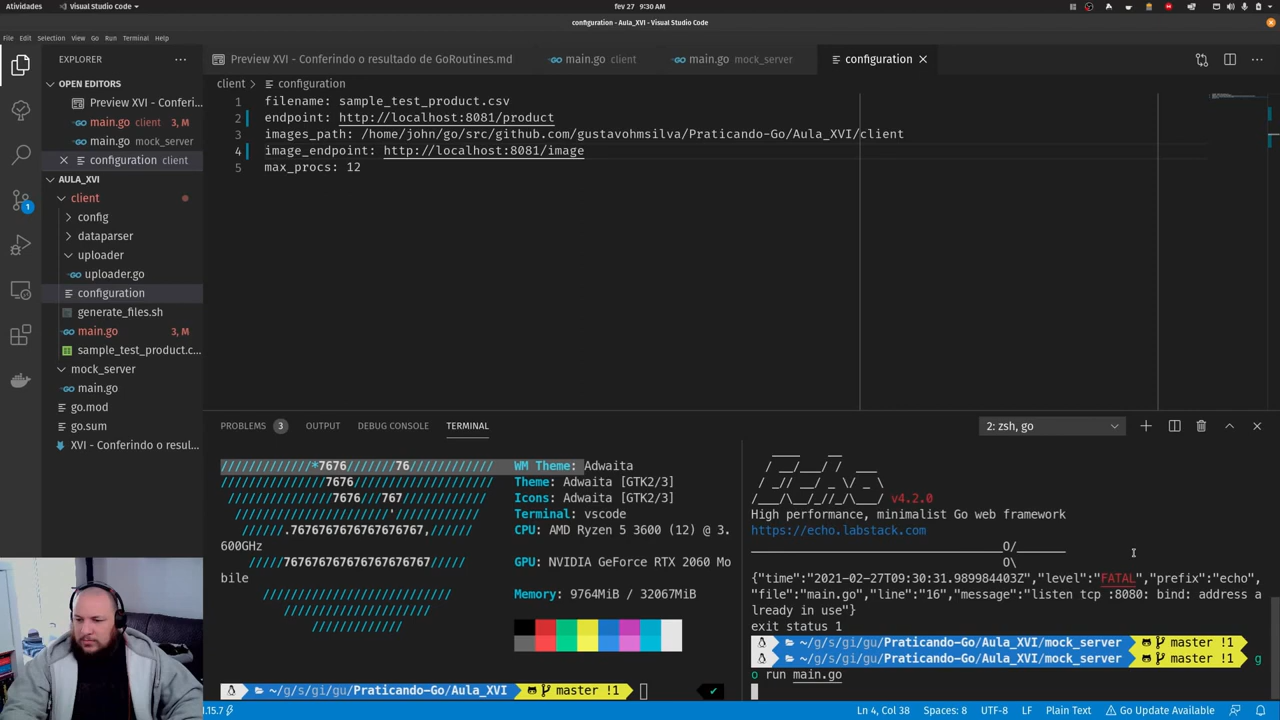 Atividades
Visual Studio Code
fev 27 9:30 AM
configuration - Aula_XVI - Visual Studio Code
File Edit Selection View Go Run Terminal Help
EXPLORER
Preview XVI - Conferindo o resultado de GoRoutines.md
main.go client
main.go mock_server
configuration
OPEN EDITORS
Preview XVI - Conferi...
main.go client 3, M
main.go mock_server
configuration client
AULA_XVI
client
config
dataparser
uploader
uploader.go
configuration
generate_files.sh
main.go 3, M
sample_test_product.c...
mock_server
main.go
go.mod
go.sum
XVI - Conferindo o resul...
1
client > configuration
1 filename: sample_test_product.csv
2 endpoint: http://localhost:8081/product
3 images_path: /home/john/go/src/github.com/gustavohmsilva/Praticando-Go/Aula_XVI/client
4 image_endpoint: http://localhost:8081/image
5 max_procs: 12
PROBLEMS 3 OUTPUT DEBUG CONSOLE TERMINAL
2: zsh, go
//////////////*7676///////76////////////// WM Theme: Adwaita
7676 Theme: Adwaita [GTK2/3]
7676///767 Icons: Adwaita [GTK2/3]
Terminal: vscode
CPU: AMD Ryzen 5 3600 (12) @ 3.
600GHz
GPU: NVIDIA GeForce RTX 2060 Mo
bile
Memory: 9764MiB / 32067MiB
~/g/s/gi/gu/Praticando-Go/Aula_XVI master !1
v4.2.0
High performance, minimalist Go web framework
https://echo.labstack.com
____________________________________O/_______
O\
{"time":"2021-02-27T09:30:31.989984403Z","level":"FATAL","prefix":"echo",
"file":"main.go","line":"16","message":"listen tcp :8080: bind: address a
lready in use"}
exit status 1
~/g/s/gi/gu/Praticando-Go/Aula_XVI/mock_server master !1
~/g/s/gi/gu/Praticando-Go/Aula_XVI/mock_server master !1 g
o run main.go
1.15.7
Ln 4, Col 38 Spaces: 8 UTF-8 LF Plain Text Go Update Available